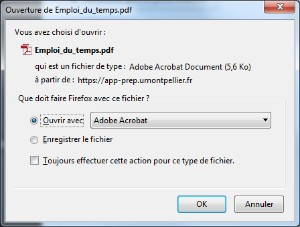 Ouverture de Emploi_du_temps.pdf
Vous avez choisi d'ouvrir :
Emploi_du_temps.pdf
qui est un fichier de type : Adobe Acrobat Document (5,6 Ko)
à partir de : https://app-prep.umontpellier.fr
Que doit faire Firefox avec ce fichier ?
Ouvrir avec Adobe Acrobat
Enregistrer le fichier
Toujours effectuer cette action pour ce type de fichier.
OK Annuler